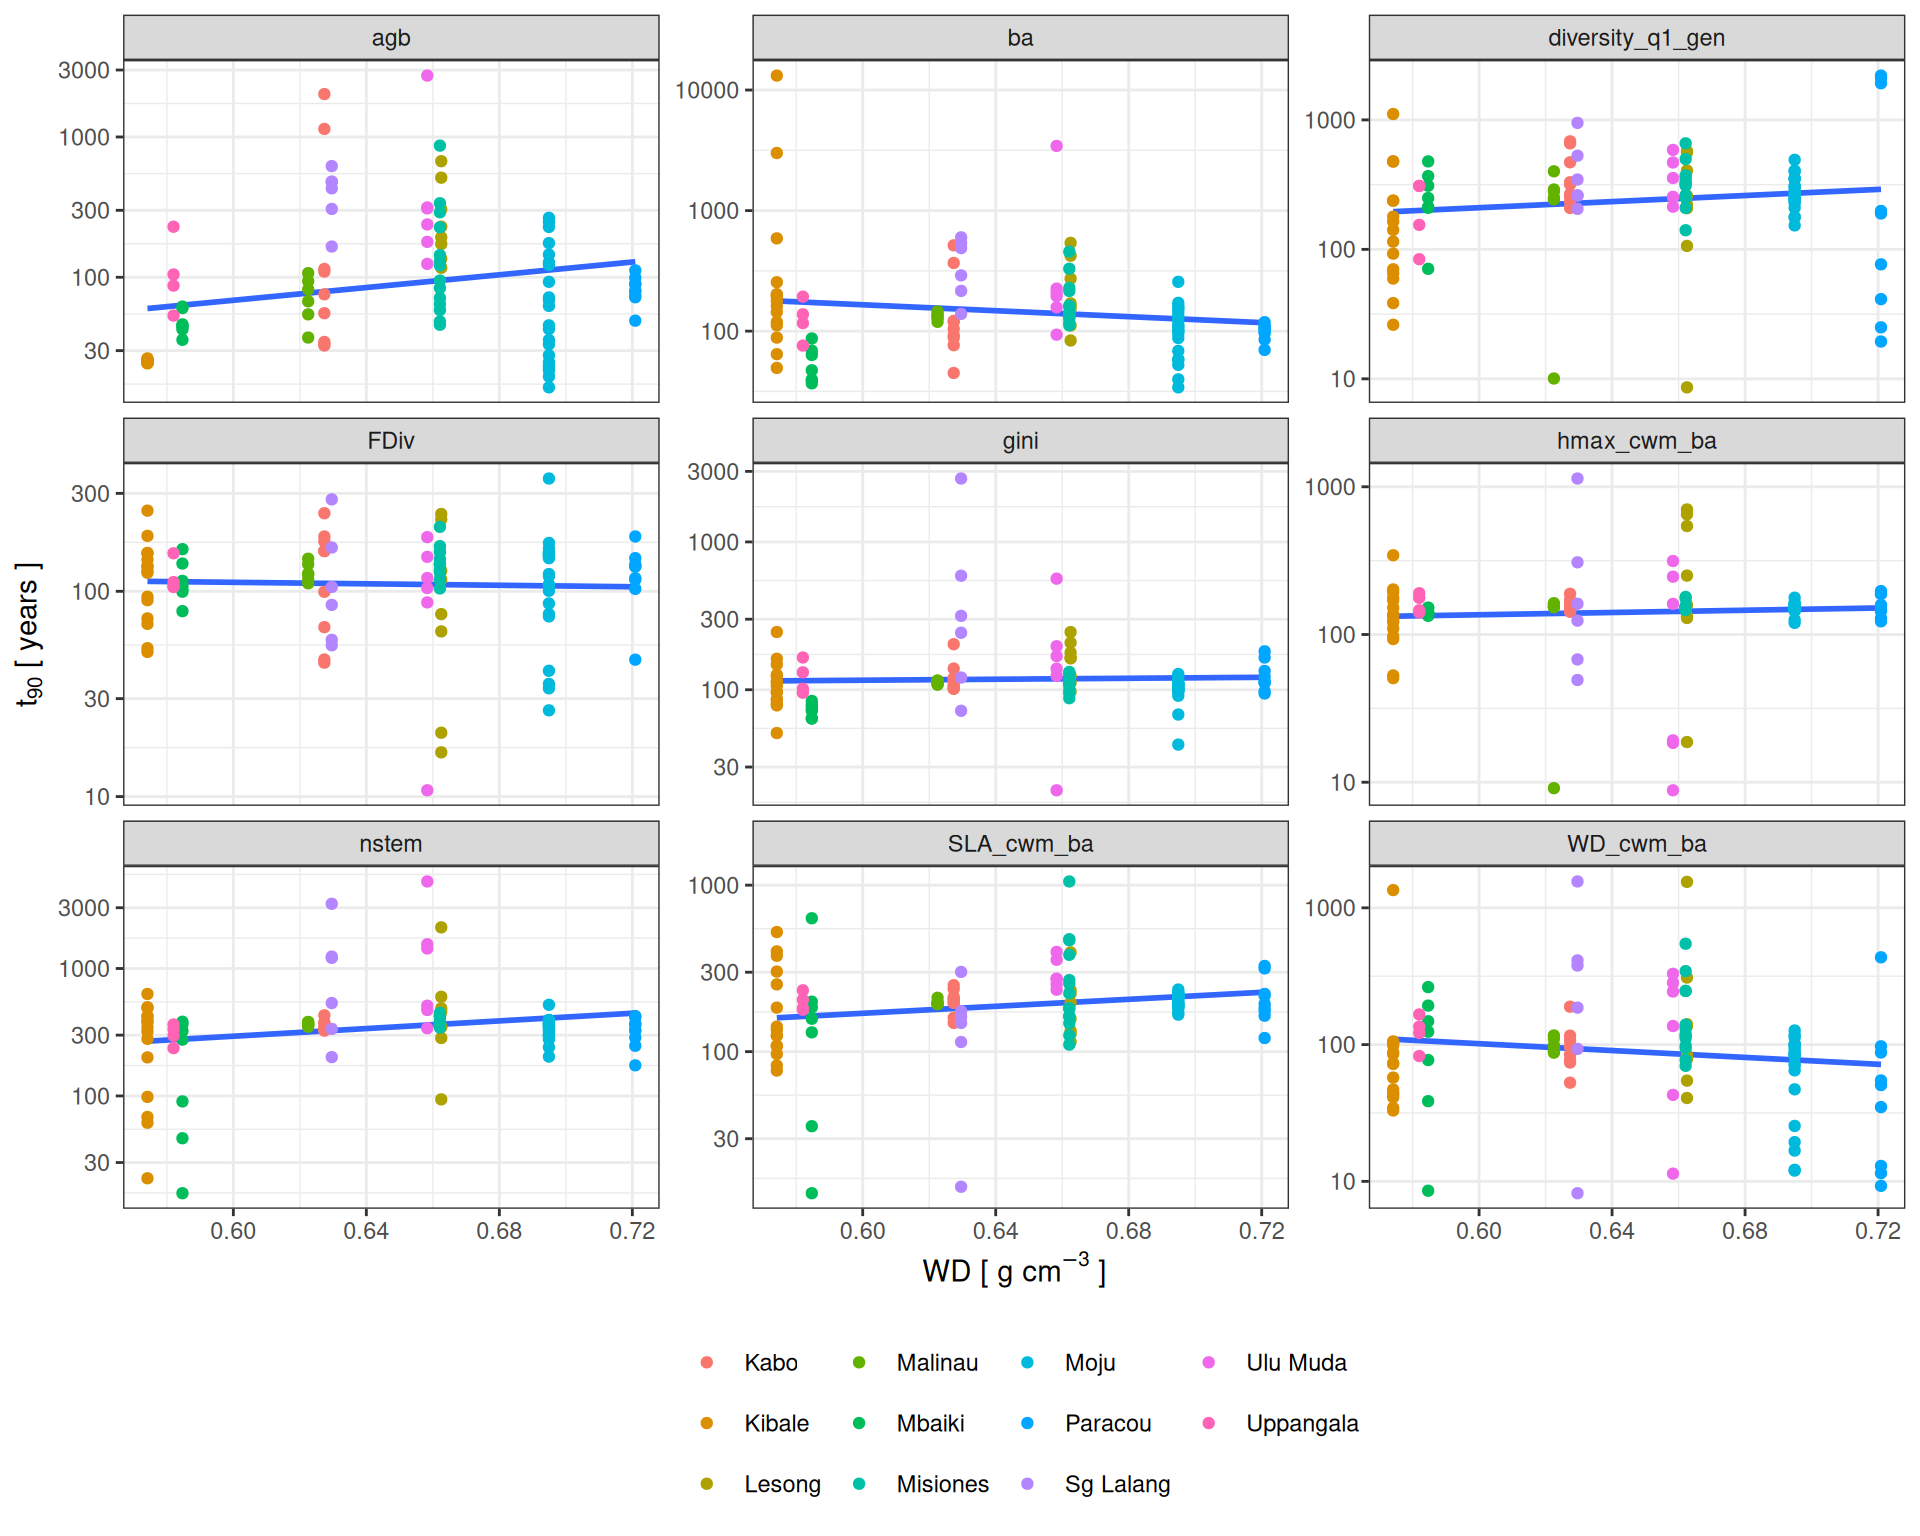 agb
ba
diversity_q1_gen
3000
1000
300
100
30
10000
1000
100
1000
100
10
FDiv
gini
hmax_cwm_ba
300
100
30
10
3000
1000
300
100
30
1000
100
10
nstem
SLA_cwm_ba
WD_cwm_ba
3000
1000
300
100
30
1000
300
100
30
1000
100
10
0.60 0.64 0.68 0.72
0.60 0.64 0.68 0.72
0.60 0.64 0.68 0.72
t90 [ years ]
WD [ g cm−3 ]
Kabo Malinau Moju Ulu Muda
Kibale Mbaiki Paracou Uppangala
Lesong Misiones Sg Lalang